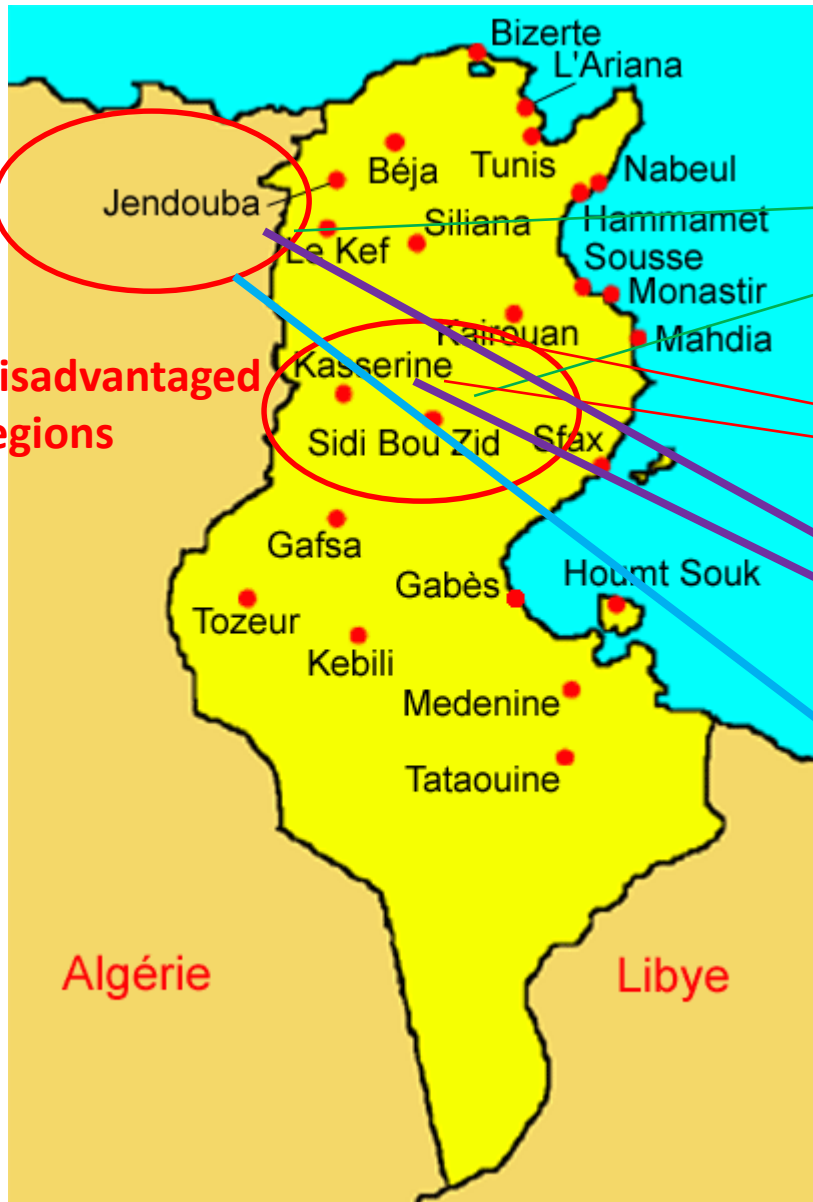 Bizerte
L'Ariana
Béja
Tunis
Nabeul
Jendouba
Hammamet
Siliana
Le Kef
Sousse
Monastir
Kairouan
Mahdia
Kasserine
isadvantaged
egions
Sidi Bou Zid
Sfax
Gafsa
Gabès
Houmt Souk
Tozeur
Kebili
Medenine
Tataouine
Algérie
Libye